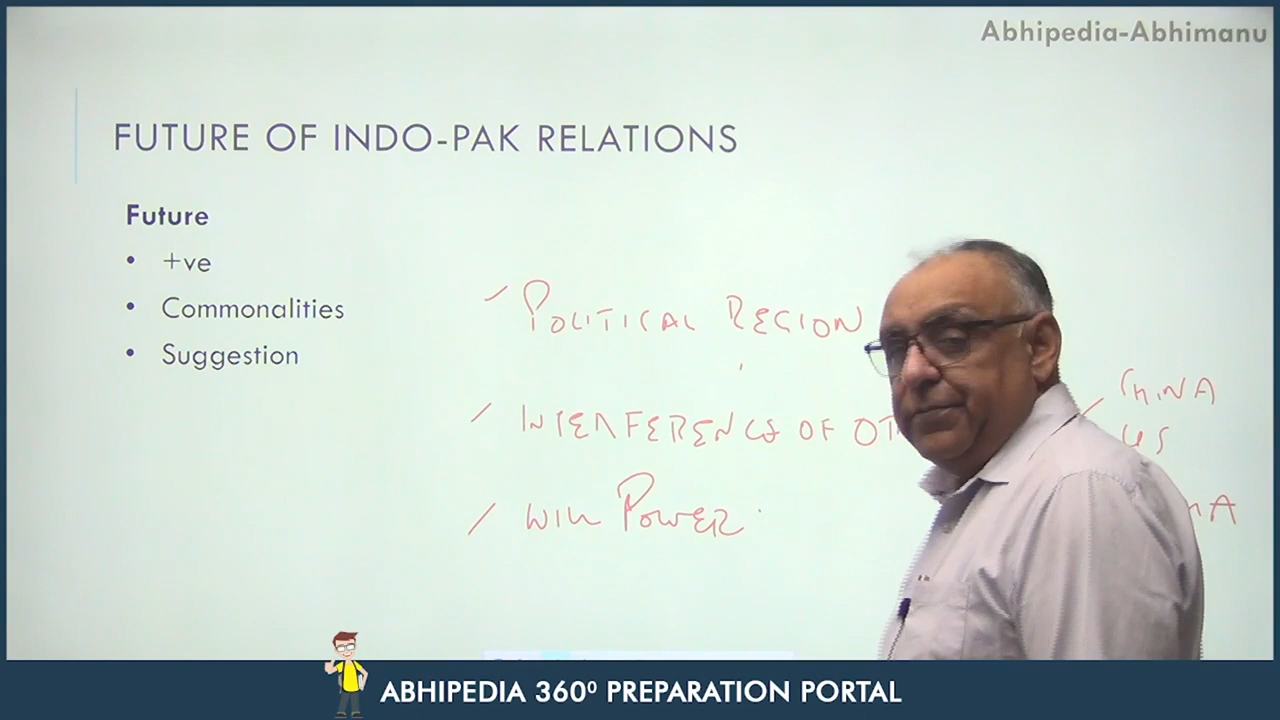 Abhipedia-Abhimanu
FUTURE OF INDO-PAK RELATIONS
Future
• +ve
• Commonalities
• Suggestion
POLITICAL REGION
INTERFERENCE OF OT
CHINA
US
WILL POWER
ABHIPEDIA 360⁰ PREPARATION PORTAL